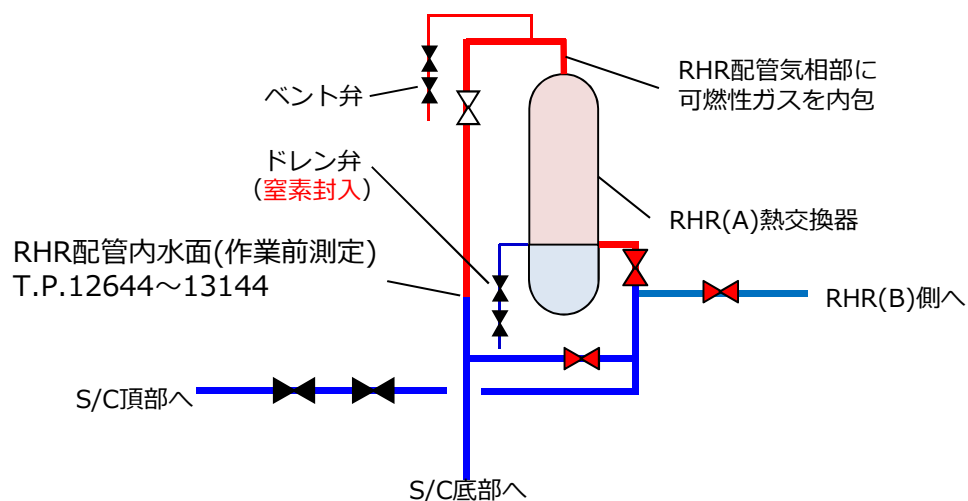 RHR配管気相部に
可燃性ガスを内包
ベント弁
ドレン弁
(窒素封入)
RHR(A)熱交換器
RHR配管内水面(作業前測定)
T.P.12644～13144
RHR(B)側へ
S/C頂部へ
S/C底部へ